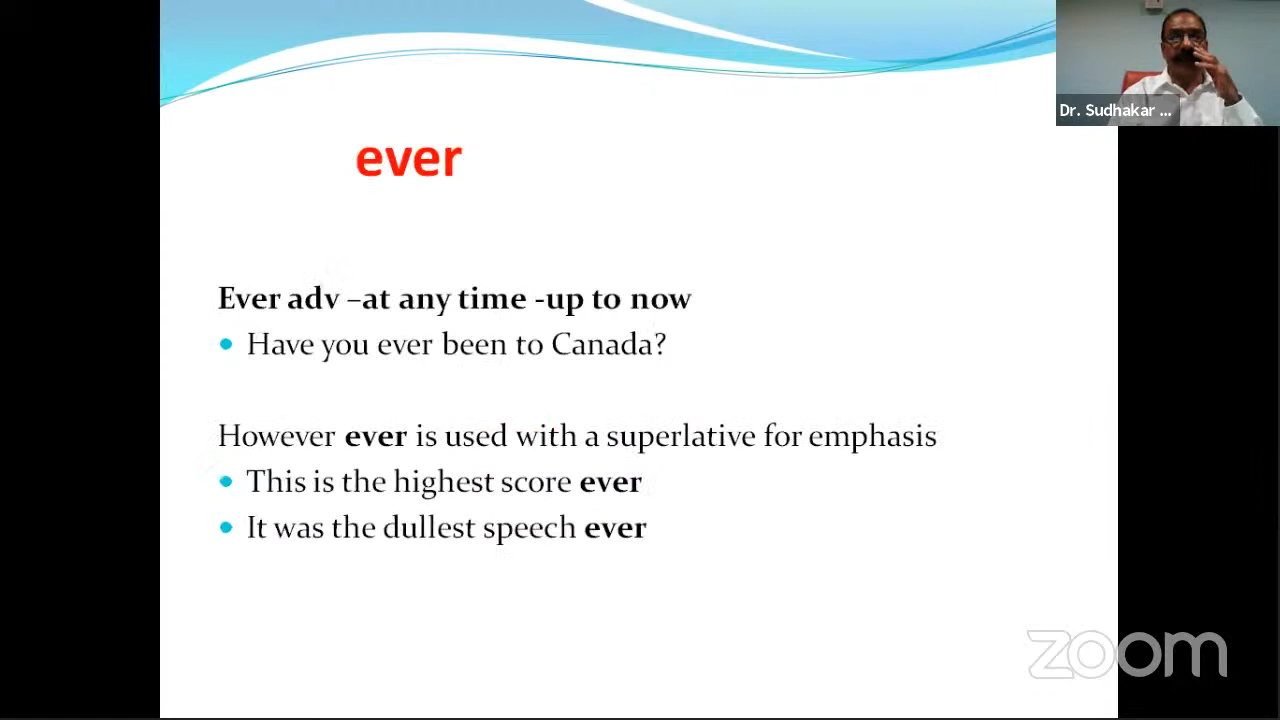 Dr. Sudhakar ...
ever
Ever adv –at any time -up to now
• Have you ever been to Canada?
However ever is used with a superlative for emphasis
• This is the highest score ever
• It was the dullest speech ever
zoom